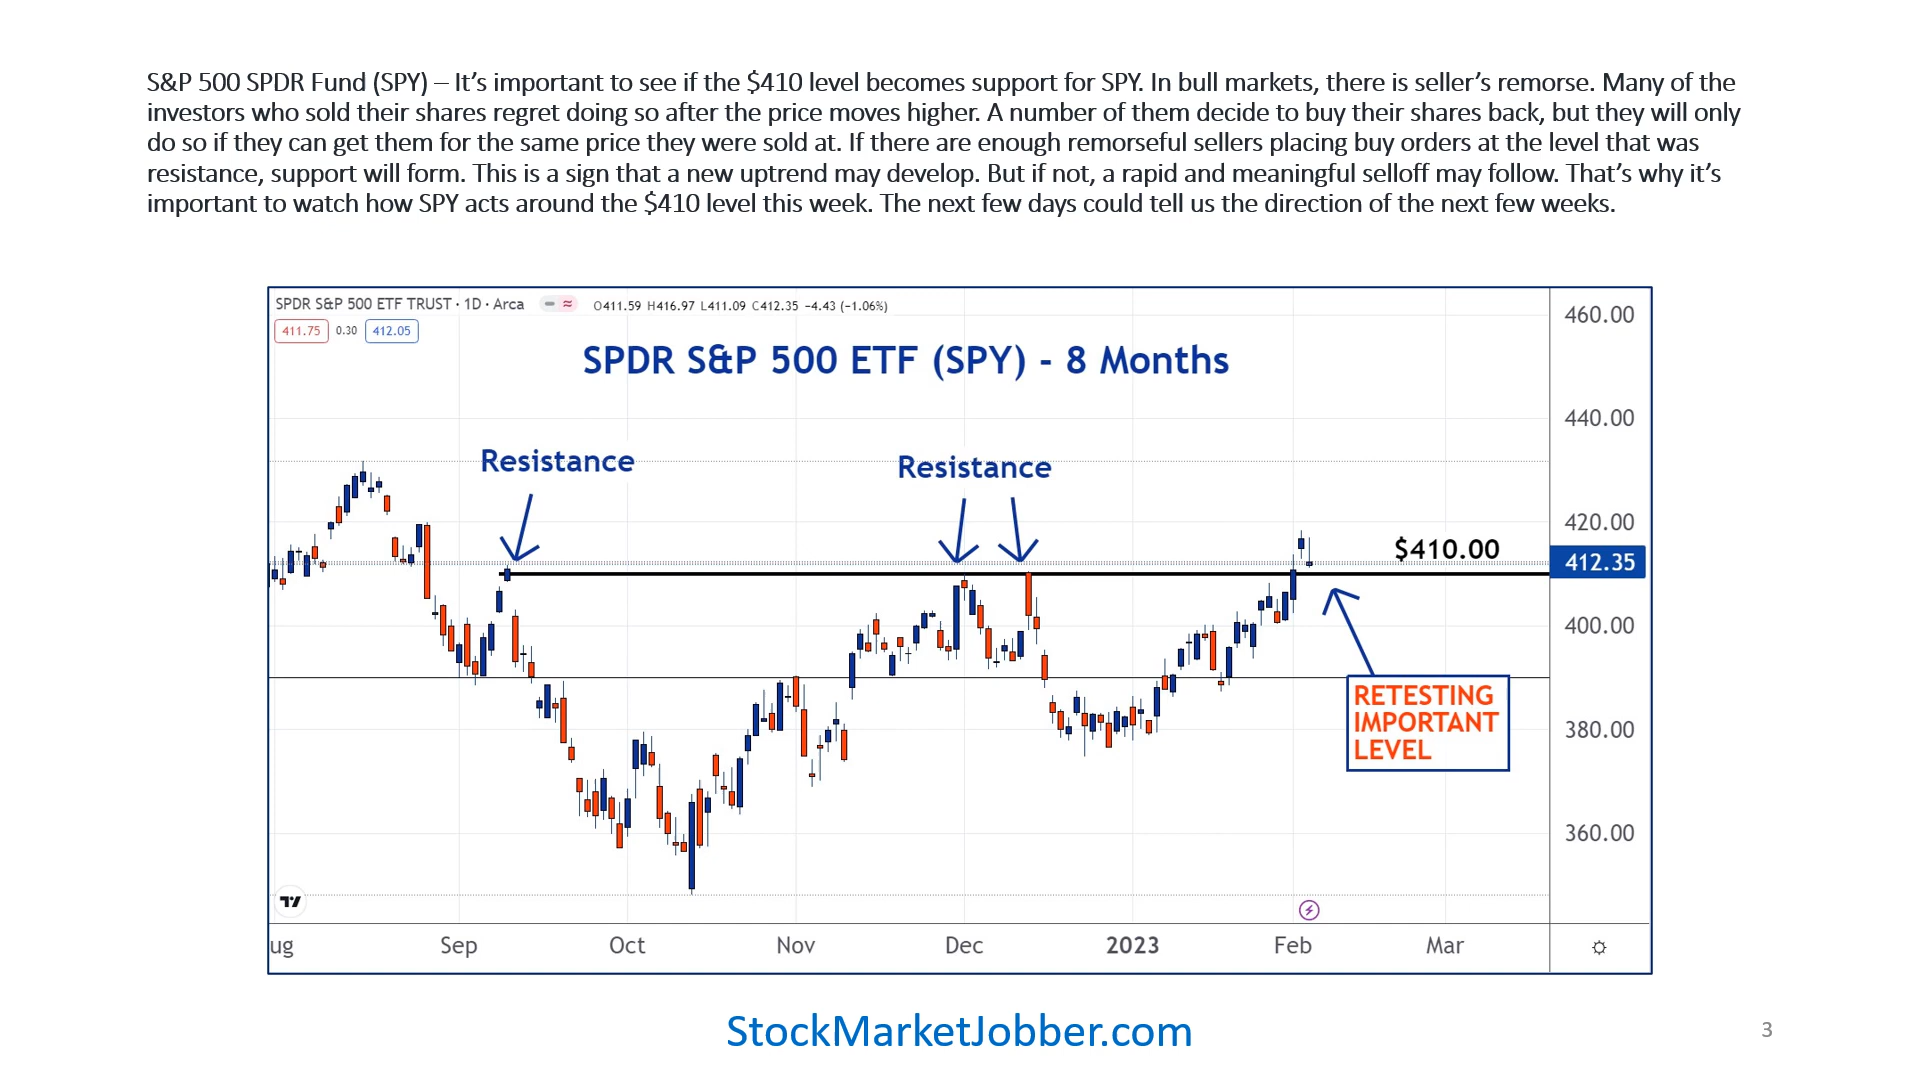 S&P 500 SPDR Fund (SPY) – It’s important to see if the $410 level becomes support for SPY. In bull markets, there is seller’s remorse. Many of the
investors who sold their shares regret doing so after the price moves higher. A number of them decide to buy their shares back, but they will only
do so if they can get them for the same price they were sold at. If there are enough remorseful sellers placing buy orders at the level that was
resistance, support will form. This is a sign that a new uptrend may develop. But if not, a rapid and meaningful selloff may follow. That’s why it’s
important to watch how SPY acts around the $410 level this week. The next few days could tell us the direction of the next few weeks.
SPDR S&P 500 ETF TRUST · 1D · Arca O411.59 H416.97 L411.09 C412.35 −4.43 (−1.06%)
411.75 0.30 412.05
SPDR S&P 500 ETF (SPY) - 8 Months
Resistance
Resistance
$410.00
RETESTING
IMPORTANT
LEVEL
460.00
440.00
420.00
412.35
400.00
380.00
360.00
ug Sep Oct Nov Dec 2023 Feb Mar
StockMarketJobber.com
3